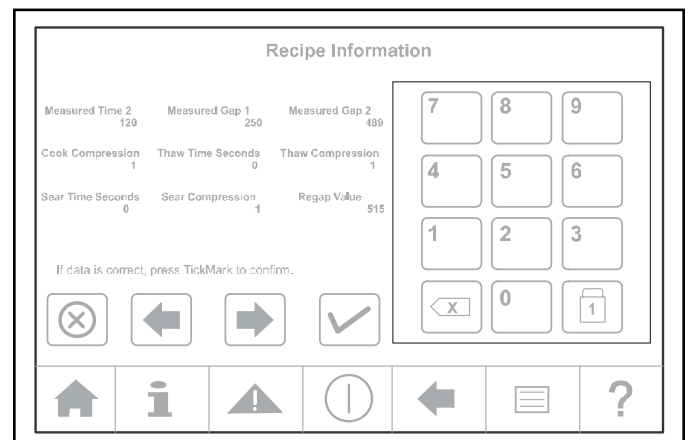 Recipe Information
Measured Time 2 Measured Gap 1 Measured Gap 2
120 250 489
Cook Compression Thaw Time Seconds Thaw Compression
1 0 1
Sear Time Seconds Sear Compression Regap Value
0 1 515
If data is correct, press TickMark to confirm.
7 8 9
4 5 6
1 2 3
X 0 1
i ! ?